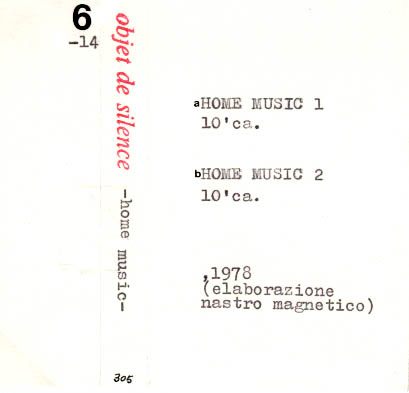 6
-14
objet de silence -home music-
305
aHOME MUSIC 1
10'ca.
bHOME MUSIC 2
10'ca.
,1978
(elaborazione
nastro magnetico)